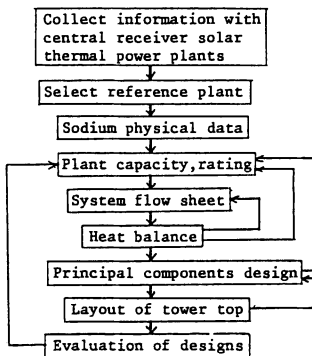 Collect information with
central receiver solar
thermal power plants
Select reference plant
Sodium physical data
Plant capacity,rating
System flow sheet
Heat balance
Principal components design
Layout of tower top
Evaluation of designs